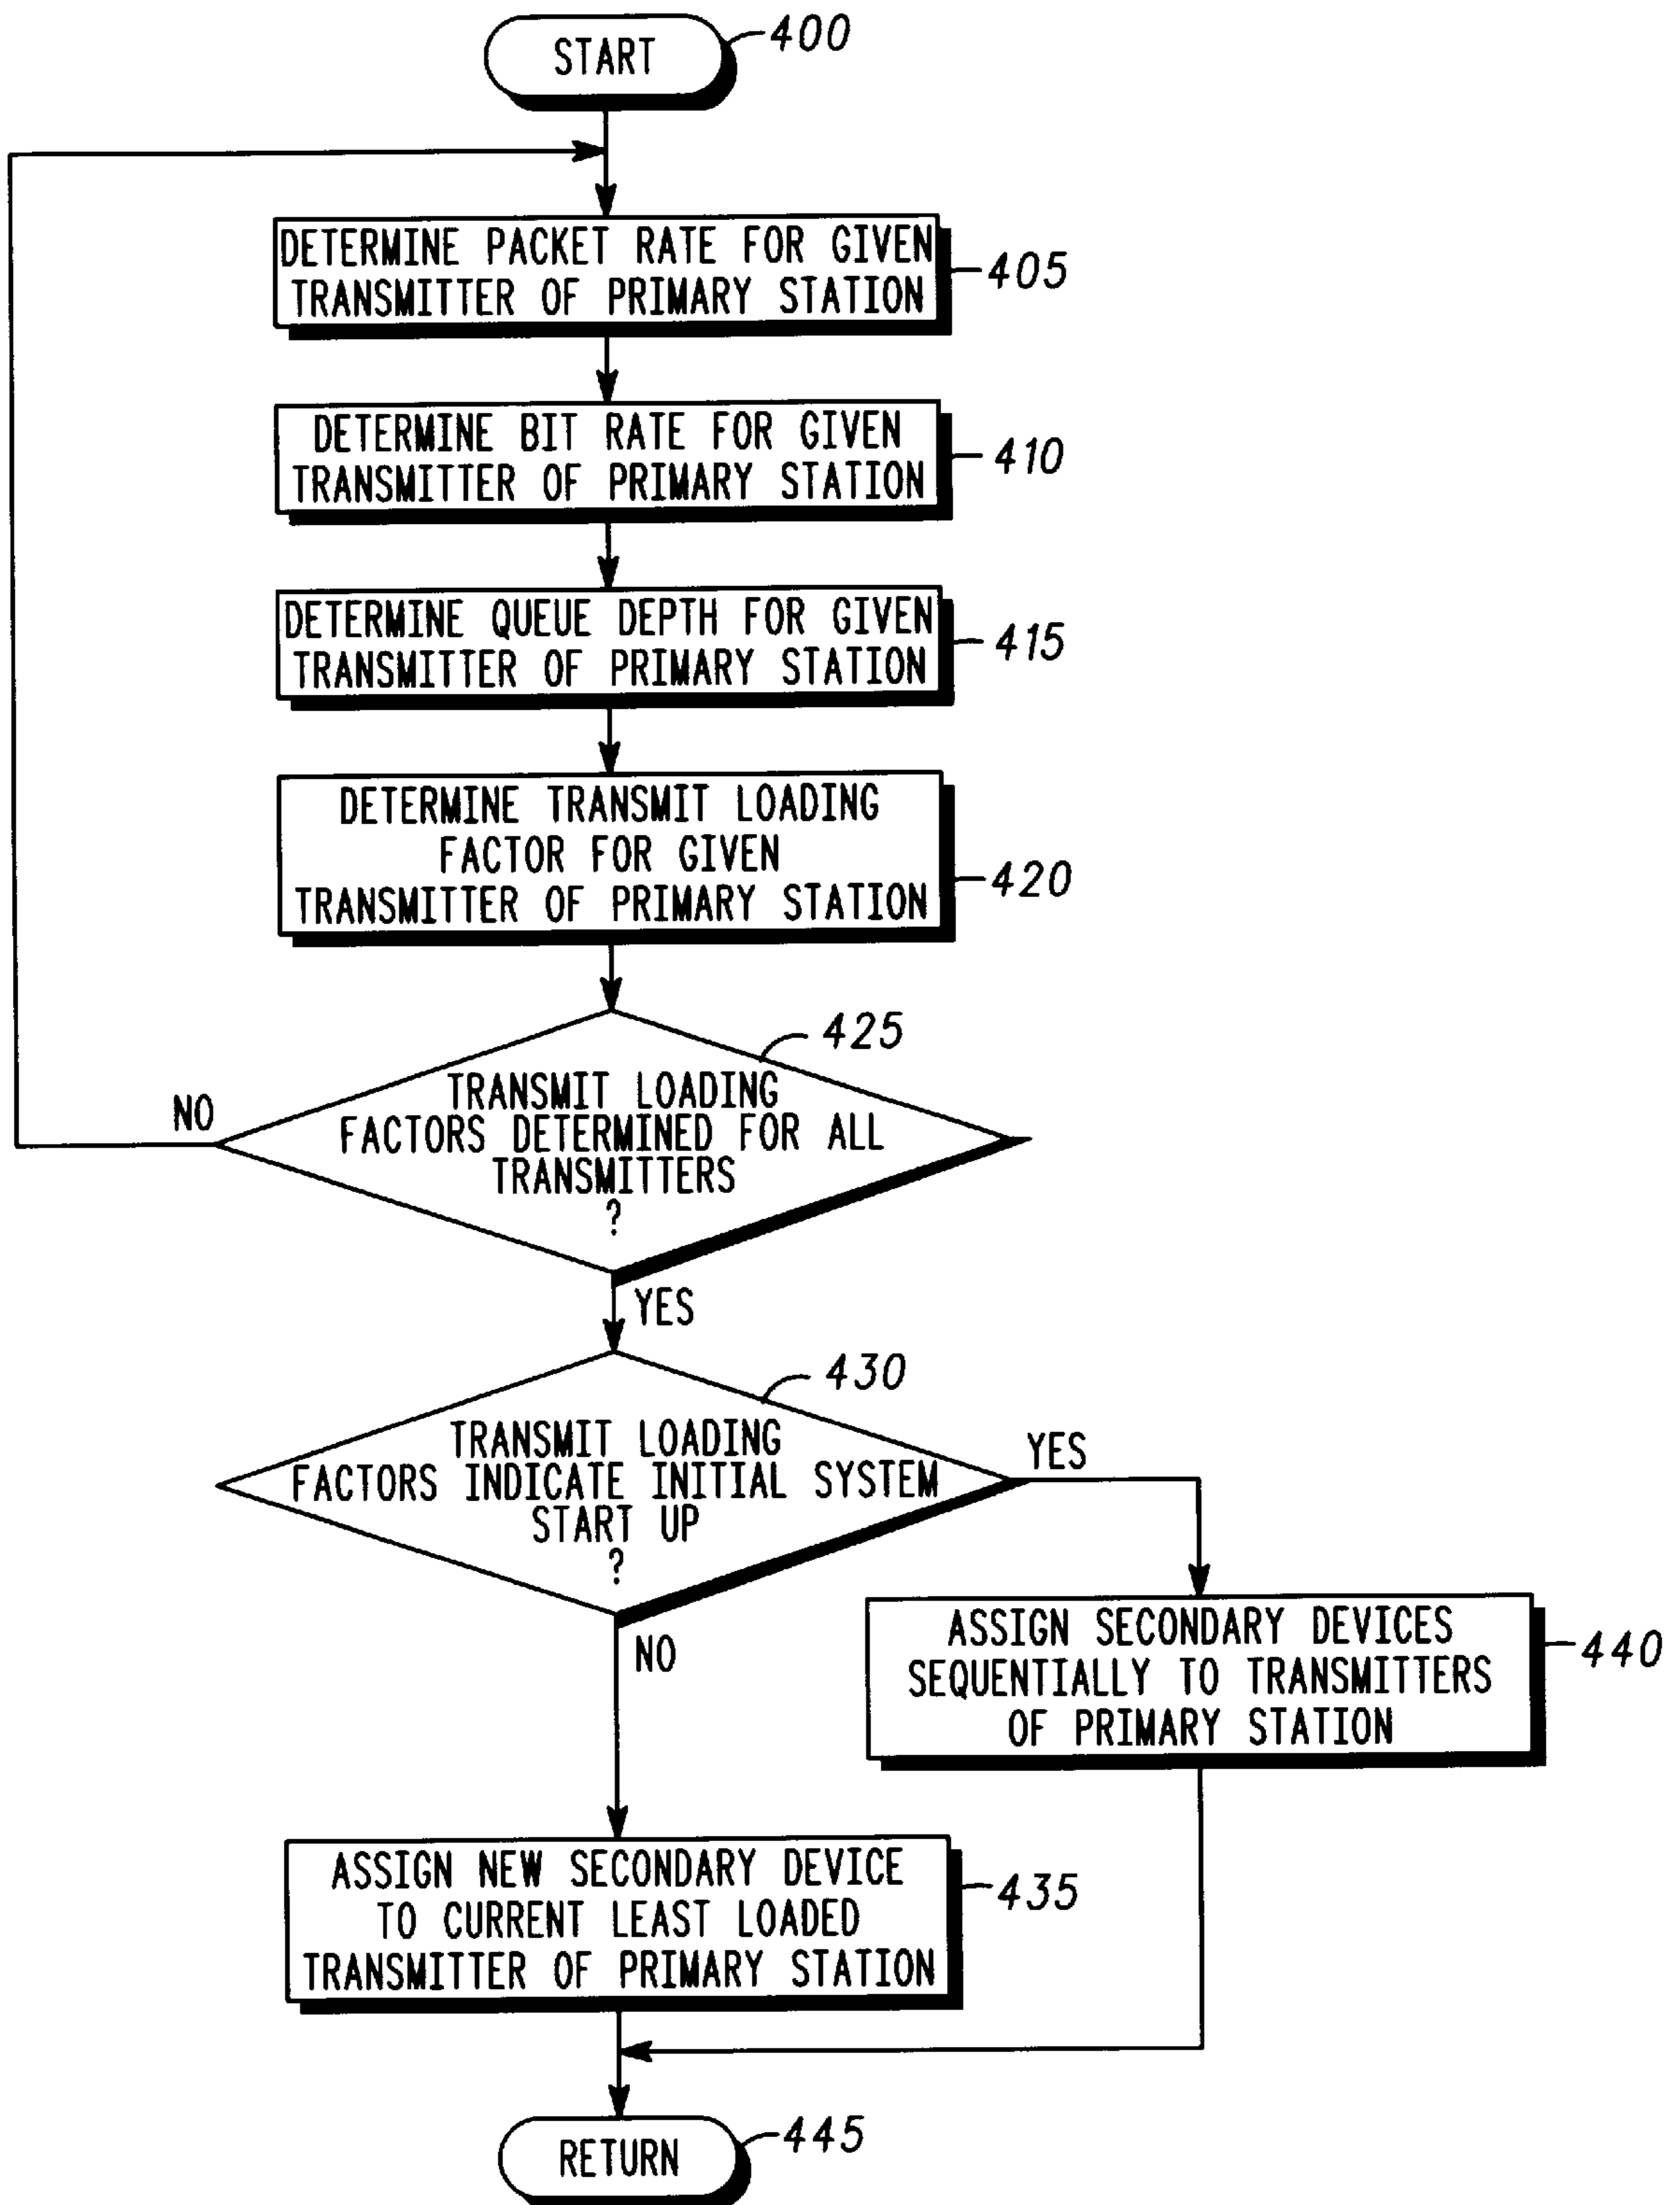 START
400
DETERMINE PACKET RATE FOR GIVEN
TRANSMITTER OF PRIMARY STATION
405
DETERMINE BIT RATE FOR GIVEN
TRANSMITTER OF PRIMARY STATION
410
DETERMINE QUEUE DEPTH FOR GIVEN
TRANSMITTER OF PRIMARY STATION
415
DETERMINE TRANSMIT LOADING
FACTOR FOR GIVEN
TRANSMITTER OF PRIMARY STATION
420
425
TRANSMIT LOADING
FACTORS DETERMINED FOR ALL
TRANSMITTERS
?
NO
YES
430
TRANSMIT LOADING
FACTORS INDICATE INITIAL SYSTEM
START UP
?
YES
NO
ASSIGN SECONDARY DEVICES
SEQUENTIALLY TO TRANSMITTERS
OF PRIMARY STATION
440
ASSIGN NEW SECONDARY DEVICE
TO CURRENT LEAST LOADED
TRANSMITTER OF PRIMARY STATION
435
RETURN
445